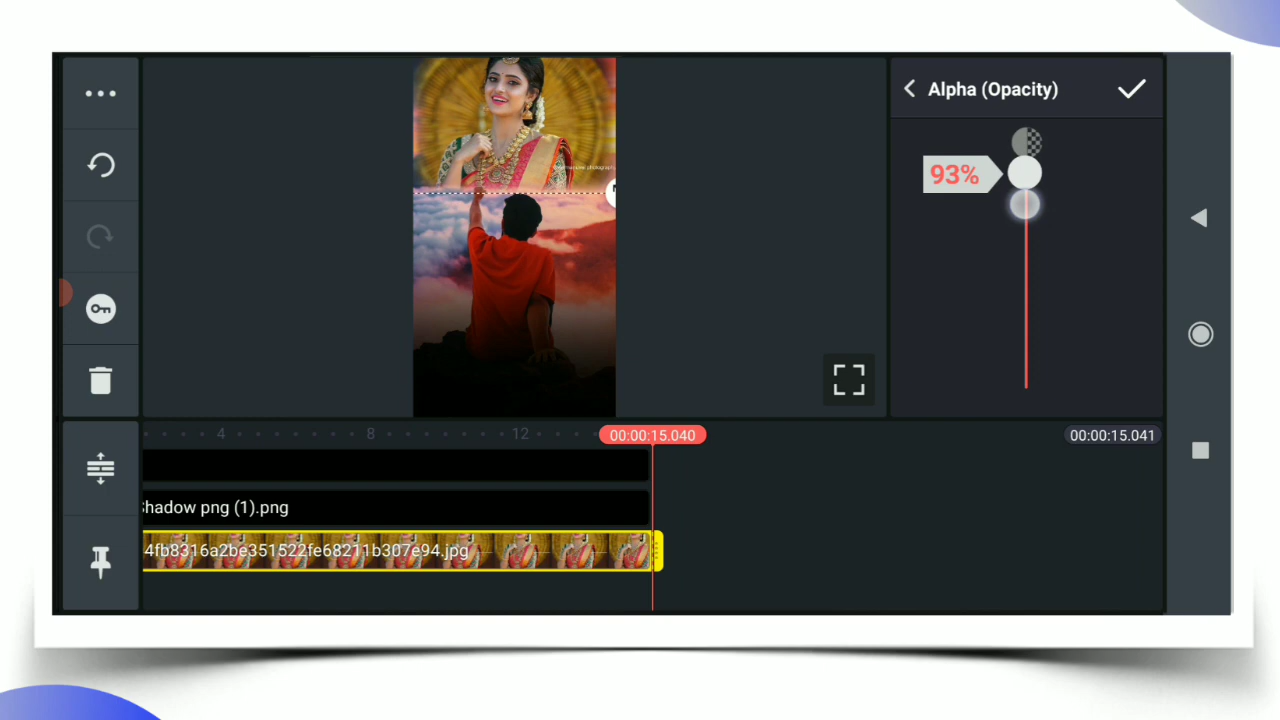 Alpha (Opacity)
93%
4
8
12
00:00:15.040
00:00:15.041
Shadow png (1).png
4fb8316a2be351522fe68211b307e94.jpg